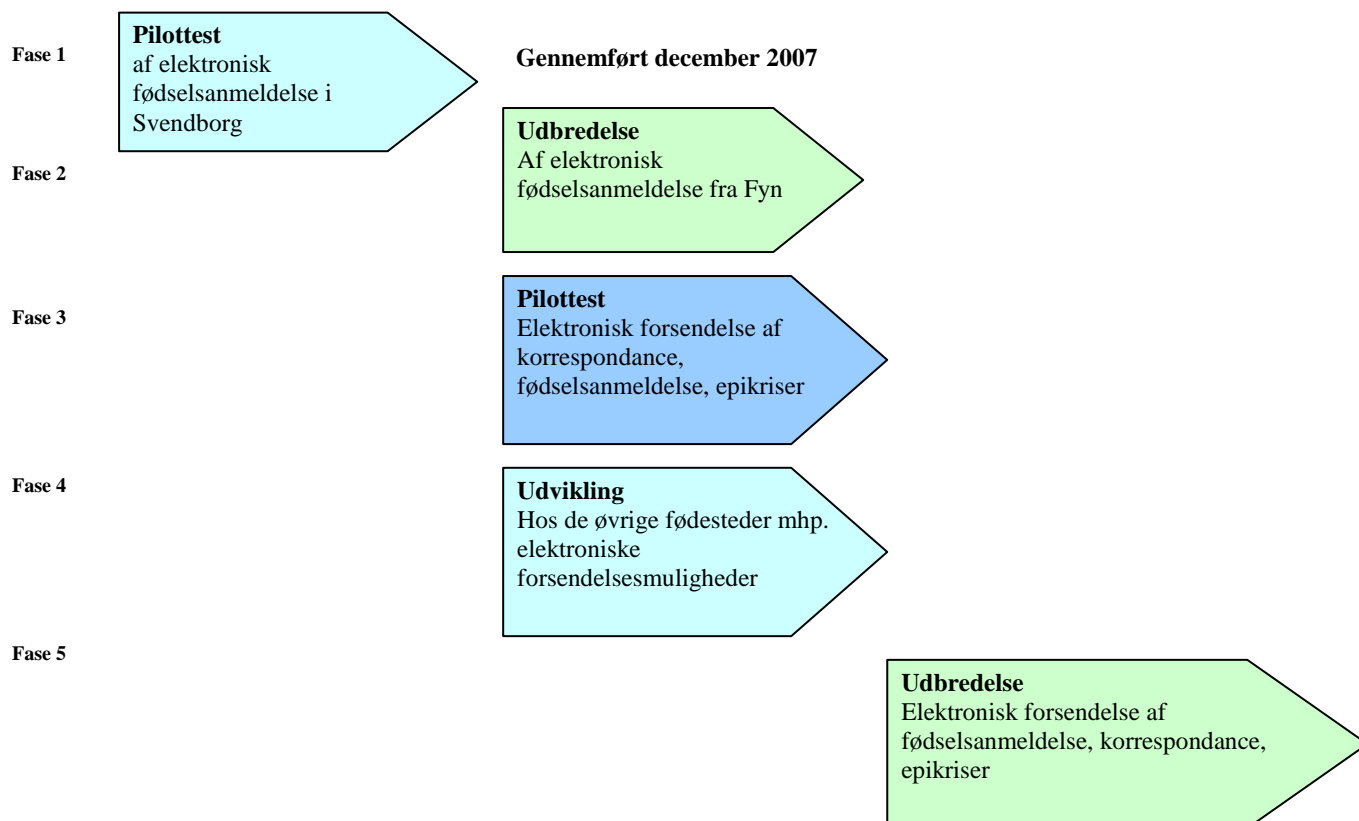 Fase 1
Pilottest
af elektronisk
fødselsanmeldelse i
Svendborg
Gennemført december 2007
Fase 2
Udbredelse
Af elektronisk
fødselsanmeldelse fra Fyn
Fase 3
Pilottest
Elektronisk forsendelse af
korrespondance,
fødselsanmeldelse, epikriser
Fase 4
Udvikling
Hos de øvrige fødesteder mhp.
elektroniske
forsendelsesmuligheder
Fase 5
Udbredelse
Elektronisk forsendelse af
fødselsanmeldelse, korrespondance,
epikriser